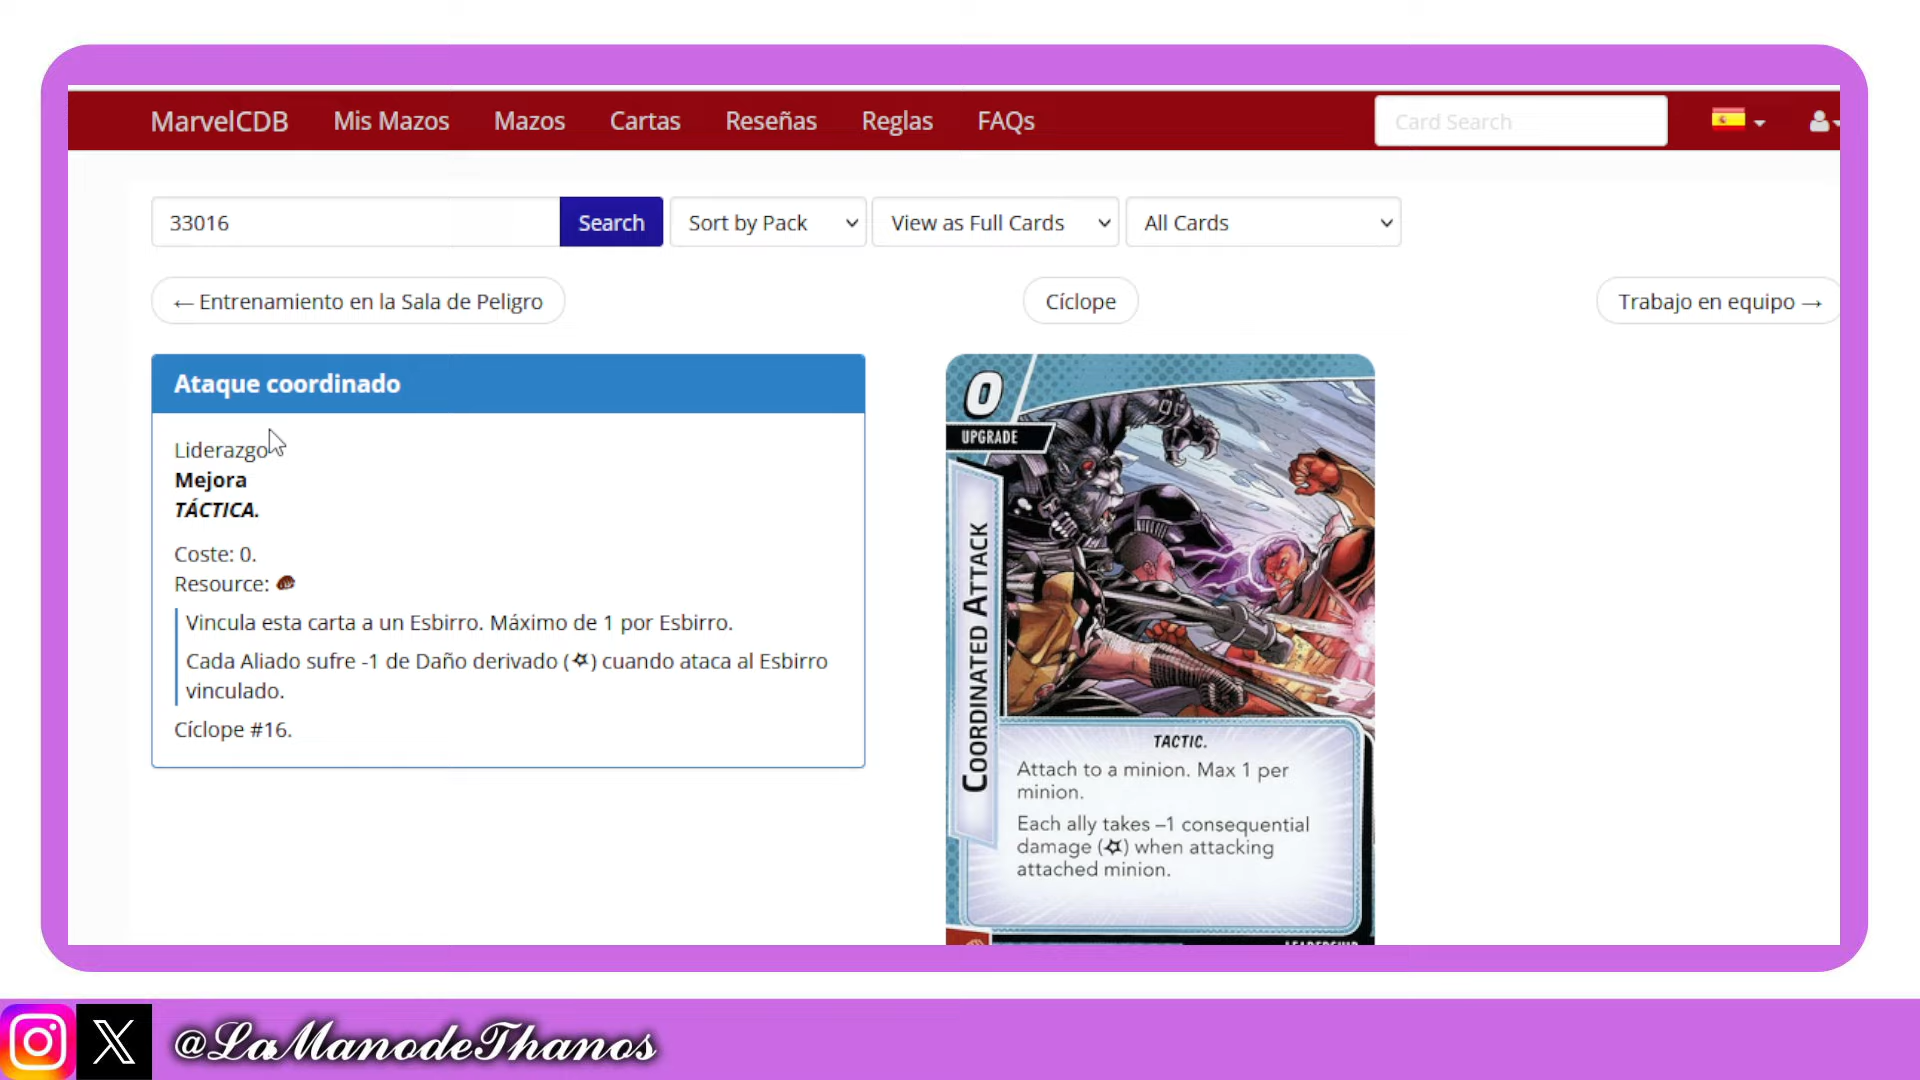 MarvelCDB Mis Mazos Mazos Cartas Reseñas Reglas FAQs Card Search
33016 Search Sort by Pack View as Full Cards All Cards
← Entrenamiento en la Sala de Peligro Cíclope Trabajo en equipo →
Ataque coordinado
Liderazgo
Mejora
TÁCTICA.
Coste: 0.
Resource:
Vincula esta carta a un Esbirro. Máximo de 1 por Esbirro.
Cada Aliado sufre -1 de Daño derivado ( ) cuando ataca al Esbirro
vinculado.
Cíclope #16.
0
UPGRADE
COORDINATED ATTACK
TACTIC.
Attach to a minion. Max 1 per
minion.
Each ally takes –1 consequential
damage ( ) when attacking
attached minion.
LEADERSHIP
@LaManodeThanos